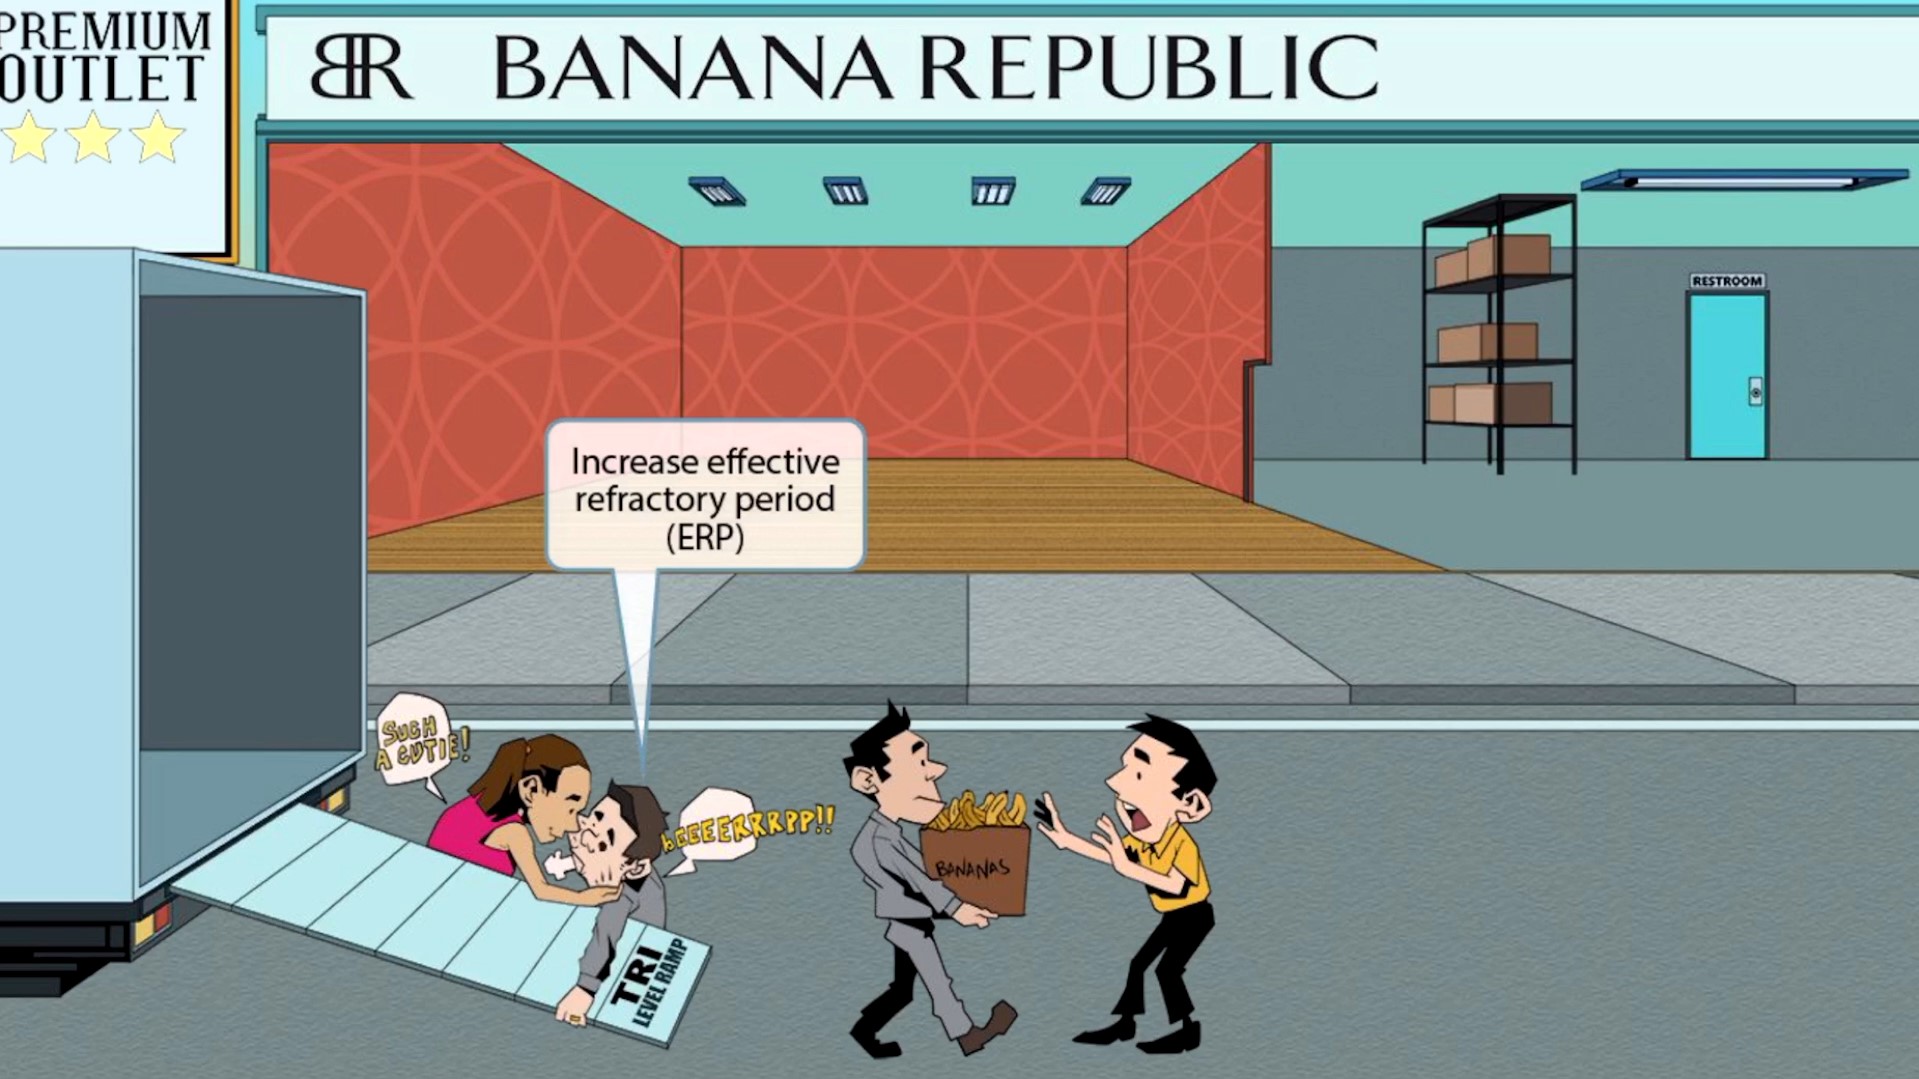 PREMIUM
OUTLET
BR BANANA REPUBLIC
RESTROOM
Increase effective
refractory period
(ERP)
SUCH
A CUTIE!
bEEEERRRPP!!
BANANAS
TRI
LEVEL RAMP